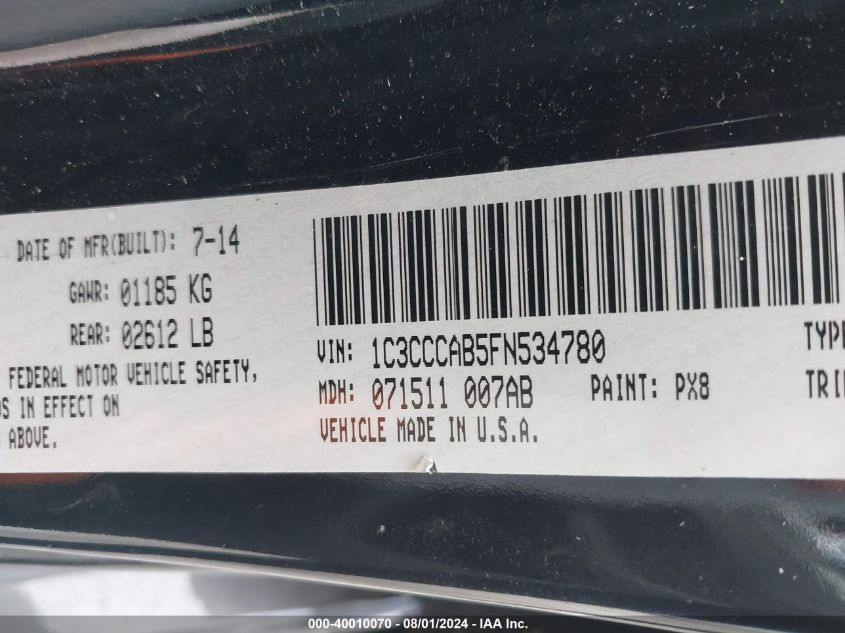 DATE OF MFR(BUILT): 7-14
GAWR: 01185 KG
REAR: 02612 LB
FEDERAL MOTOR VEHICLE SAFETY,
IN EFFECT ON
ABOVE.
VIN: 1C3CCCAB5FN534780
MDH: 071511 007AB PAINT: PX8
VEHICLE MADE IN U.S.A.
TYPE
TRI
000-40010070 - 08/01/2024 - IAA Inc.